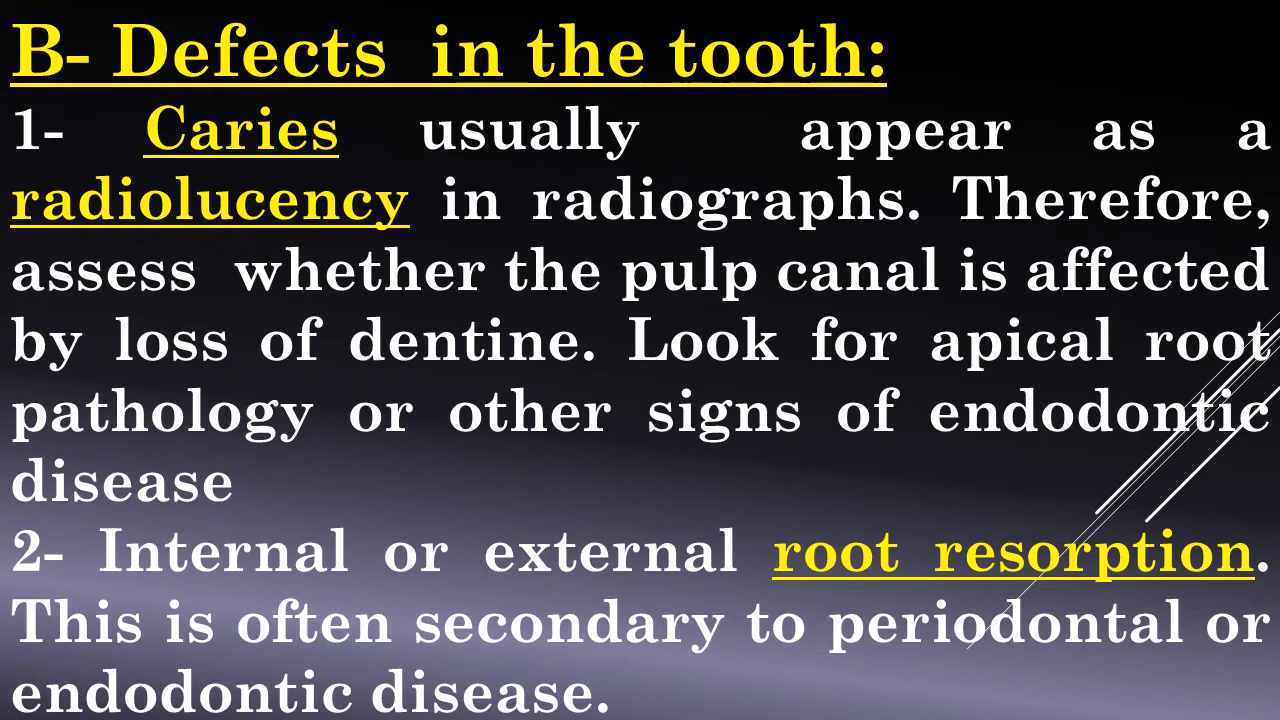 B- Defects in the tooth:
1- Caries usually appear as a
radiolucency in radiographs. Therefore,
assess whether the pulp canal is affected
by loss of dentine. Look for apical root
pathology or other signs of endodontic
disease
2- Internal or external root resorption.
This is often secondary to periodontal or
endodontic disease.